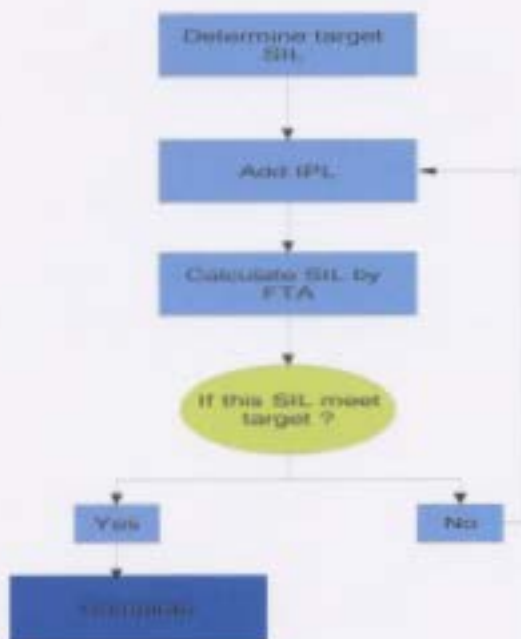 Determine target
SIL
Add IPL
Calculate SIL by
FTA
If this SIL meet
target ?
Yes
No